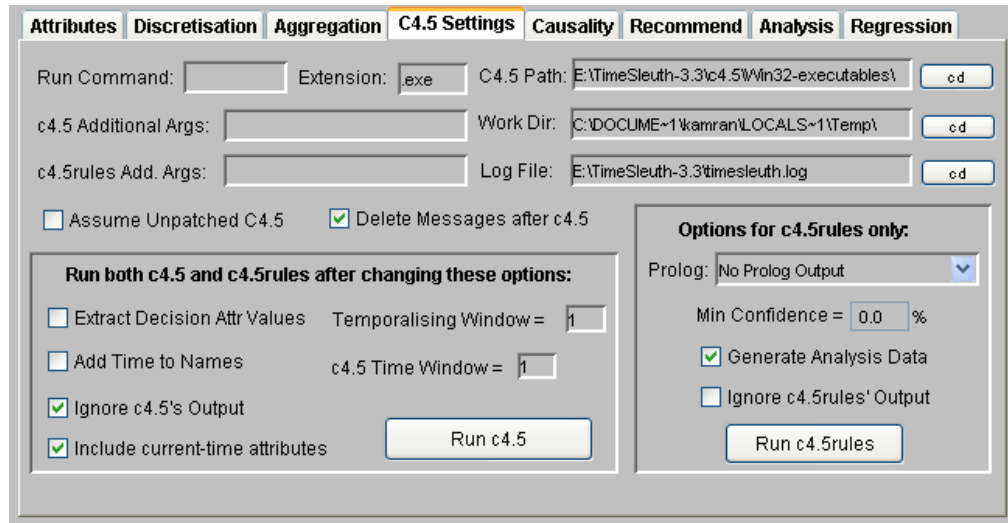 Attributes Discretisation Aggregation C4.5 Settings Causality Recommend Analysis Regression
Run Command: Extension: .exe C4.5 Path: E:\TimeSleuth-3.3\c4.5\Win32-executables\ cd
c4.5 Additional Args: Work Dir: C:\DOCUME~1\kamran\LOCALS~1\Temp\ cd
c4.5rules Add. Args: Log File: E:\TimeSleuth-3.3\timesleuth.log cd
Assume Unpatched C4.5 Delete Messages after c4.5
Run both c4.5 and c4.5rules after changing these options:
Extract Decision Attr Values Temporalising Window = 1
Add Time to Names c4.5 Time Window = 1
Ignore c4.5's Output
Include current-time attributes Run c4.5
Options for c4.5rules only:
Prolog: No Prolog Output
Min Confidence = 0.0 %
Generate Analysis Data
Ignore c4.5rules' Output
Run c4.5rules